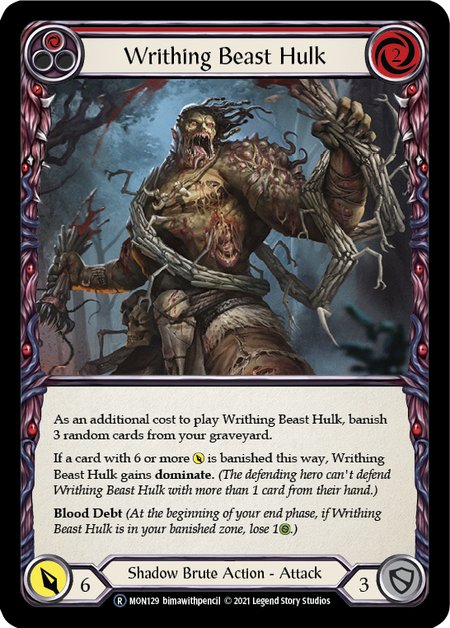 Writhing Beast Hulk
2
As an additional cost to play Writhing Beast Hulk, banish
3 random cards from your graveyard.
If a card with 6 or more is banished this way, Writhing
Beast Hulk gains dominate. (The defending hero can't defend
Writhing Beast Hulk with more than 1 card from their hand.)
Blood Debt (At the beginning of your end phase, if Writhing
Beast Hulk is in your banished zone, lose 1.)
6
Shadow Brute Action - Attack
3
R MON129 bimawithpencil © 2021 Legend Story Studios